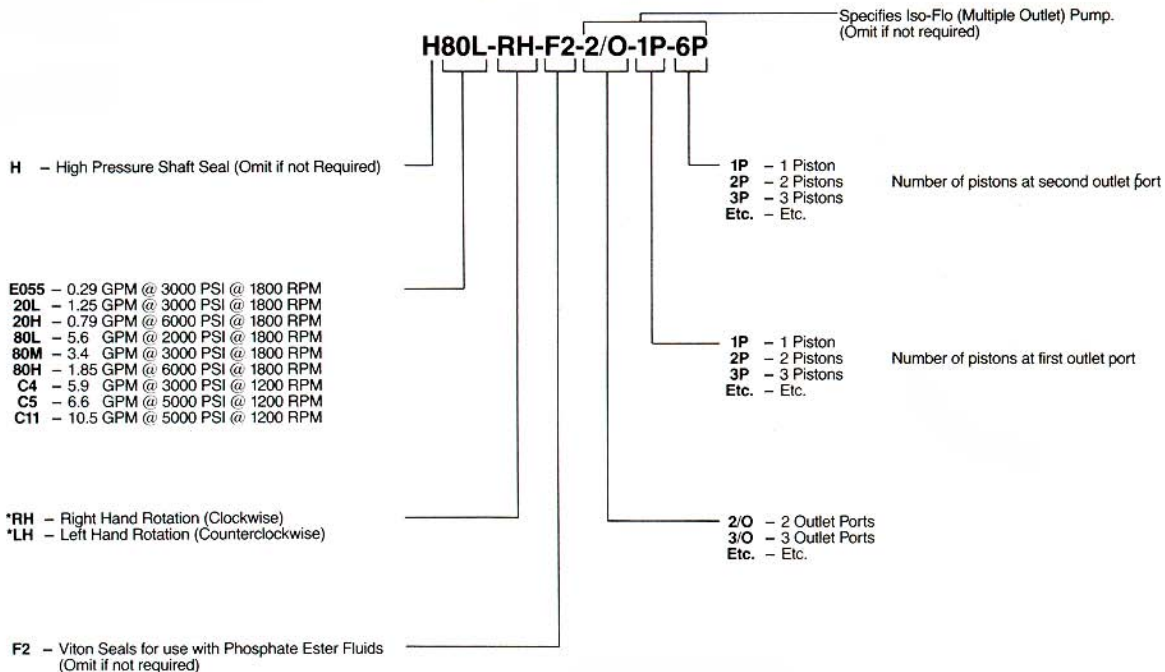 Specifies Iso-Flo (Multiple Outlet) Pump.
(Omit if not required)
H80L-RH-F2-2/O-1P-6P
H – High Pressure Shaft Seal (Omit if not Required)
1P – 1 Piston
2P – 2 Pistons
3P – 3 Pistons
Etc. – Etc.
Number of pistons at second outlet port
E055 – 0.29 GPM @ 3000 PSI @ 1800 RPM
20L – 1.25 GPM @ 3000 PSI @ 1800 RPM
20H – 0.79 GPM @ 6000 PSI @ 1800 RPM
80L – 5.6 GPM @ 2000 PSI @ 1800 RPM
80M – 3.4 GPM @ 3000 PSI @ 1800 RPM
80H – 1.85 GPM @ 6000 PSI @ 1800 RPM
C4 – 5.9 GPM @ 3000 PSI @ 1200 RPM
C5 – 6.6 GPM @ 5000 PSI @ 1200 RPM
C11 – 10.5 GPM @ 5000 PSI @ 1200 RPM
1P – 1 Piston
2P – 2 Pistons
3P – 3 Pistons
Etc. – Etc.
Number of pistons at first outlet port
*RH – Right Hand Rotation (Clockwise)
*LH – Left Hand Rotation (Counterclockwise)
2/O – 2 Outlet Ports
3/O – 3 Outlet Ports
Etc. – Etc.
F2 – Viton Seals for use with Phosphate Ester Fluids
(Omit if not required)